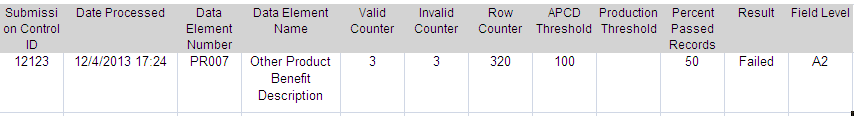 Submissi on Control ID	Date Processed	Data Element Number	Data Element Name	Valid Counter	Invalid Counter	Row Counter	APCD Threshold	Production Threshold	Percent Passed Records	Result	Field Level
12123	12/4/2013 17:24	PR007	Other Product Benefit Description	3	3	320	100		50	Failed	A2